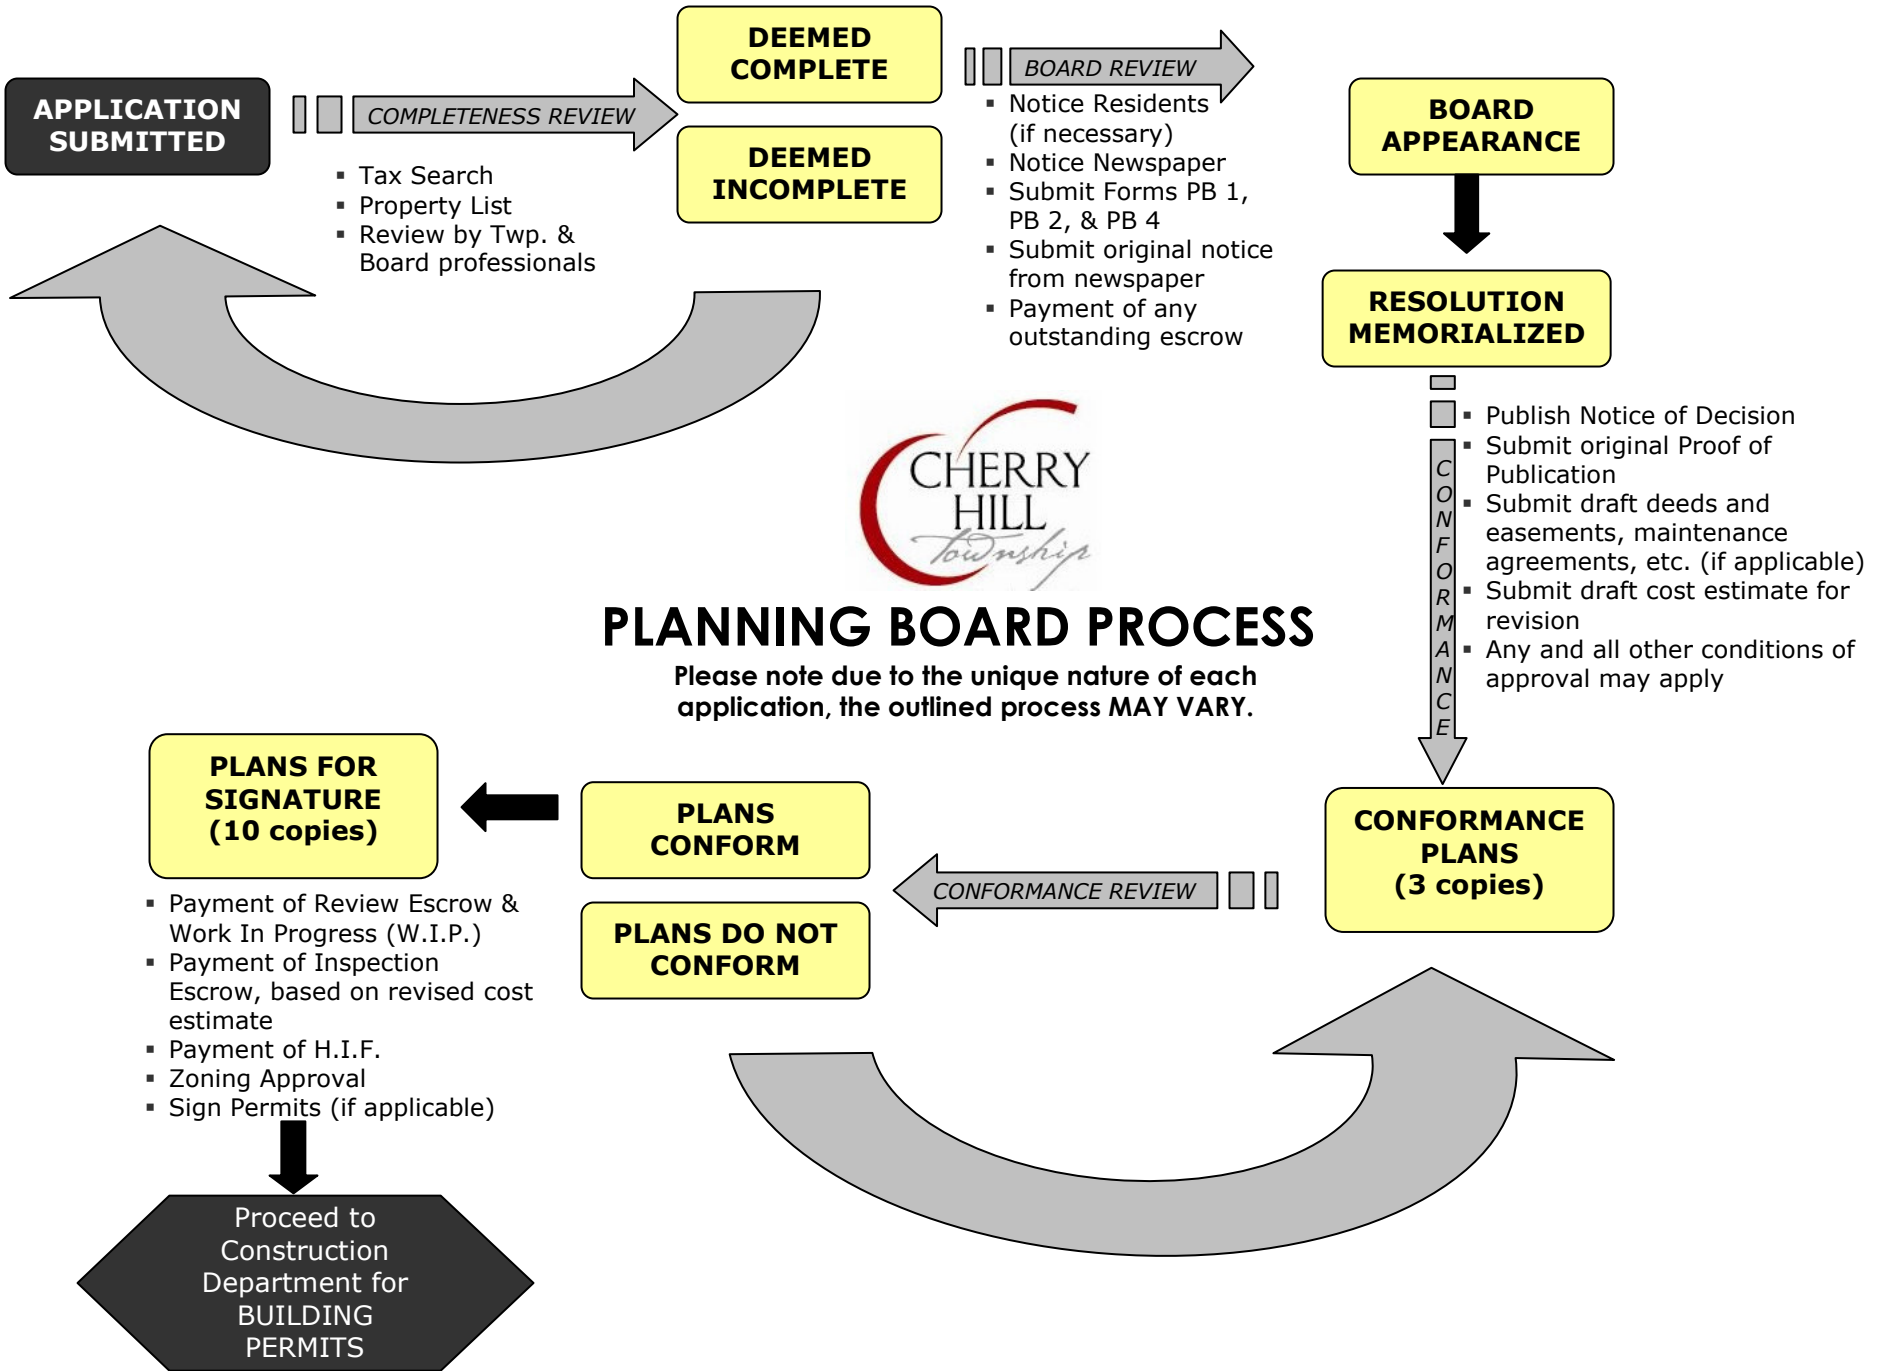 APPLICATION
SUBMITTED
COMPLETENESS REVIEW
▪ Tax Search
▪ Property List
▪ Review by Twp. &
Board professionals
DEEMED
COMPLETE
DEEMED
INCOMPLETE
BOARD REVIEW
▪ Notice Residents
(if necessary)
▪ Notice Newspaper
▪ Submit Forms PB 1,
PB 2, & PB 4
▪ Submit original notice
from newspaper
▪ Payment of any
outstanding escrow
BOARD
APPEARANCE
RESOLUTION
MEMORIALIZED
CONFORMANCE
▪ Publish Notice of Decision
▪ Submit original Proof of
Publication
▪ Submit draft deeds and
easements, maintenance
agreements, etc. (if applicable)
▪ Submit draft cost estimate for
revision
▪ Any and all other conditions of
approval may apply
CHERRY
HILL
Township
PLANNING BOARD PROCESS
Please note due to the unique nature of each
application, the outlined process MAY VARY.
CONFORMANCE
PLANS
(3 copies)
CONFORMANCE REVIEW
PLANS
CONFORM
PLANS DO NOT
CONFORM
PLANS FOR
SIGNATURE
(10 copies)
▪ Payment of Review Escrow &
Work In Progress (W.I.P.)
▪ Payment of Inspection
Escrow, based on revised cost
estimate
▪ Payment of H.I.F.
▪ Zoning Approval
▪ Sign Permits (if applicable)
Proceed to
Construction
Department for
BUILDING
PERMITS